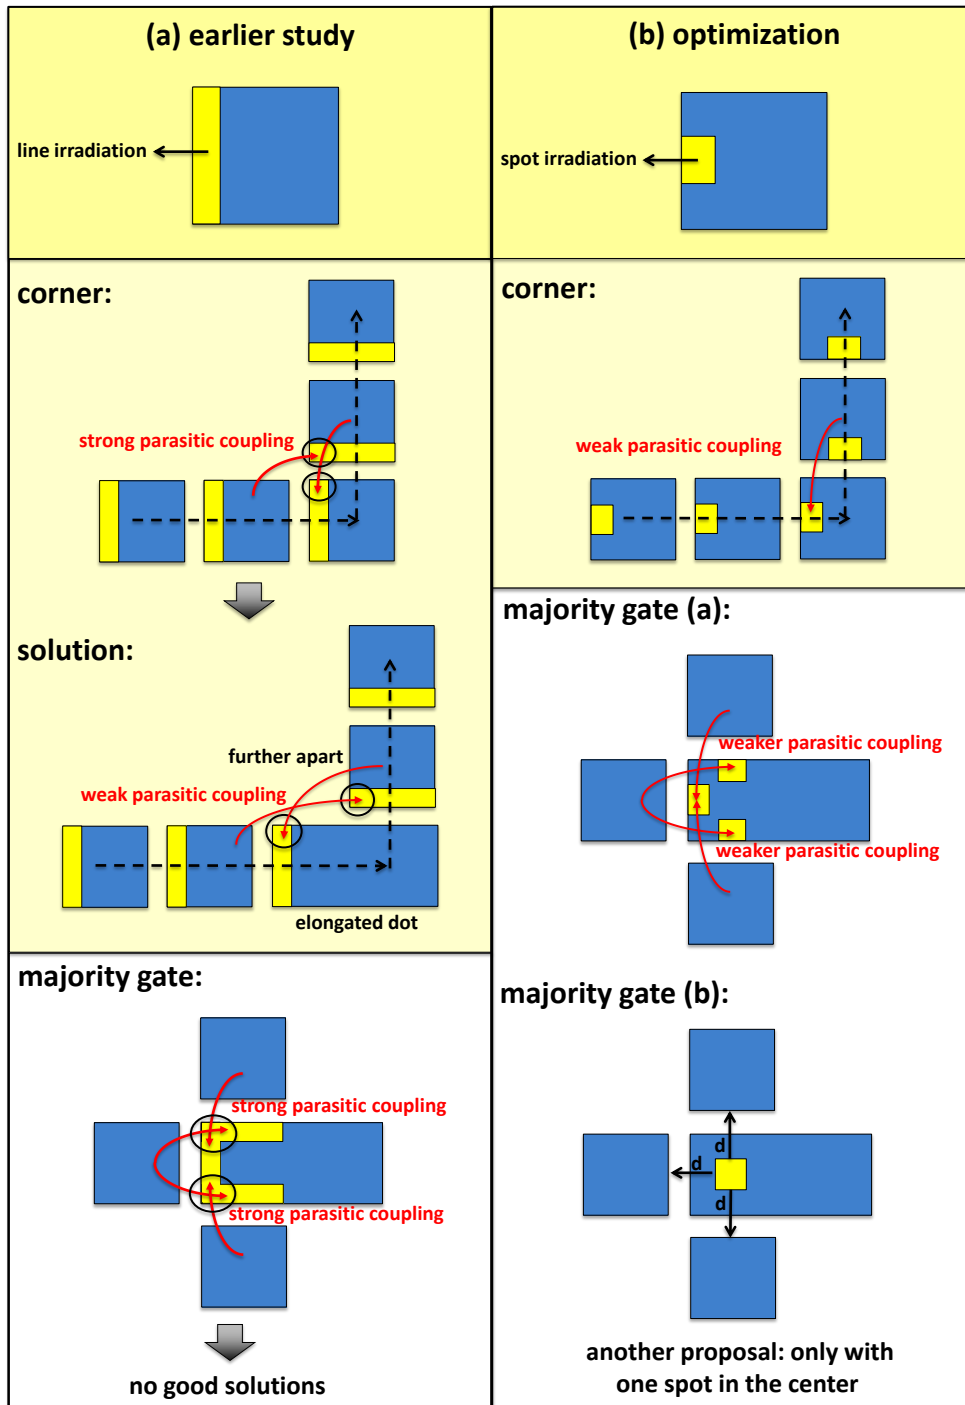 (a) earlier study
line irradiation
corner:
strong parasitic coupling
solution:
further apart
weak parasitic coupling
elongated dot
majority gate:
strong parasitic coupling
strong parasitic coupling
no good solutions
(b) optimization
spot irradiation
corner:
weak parasitic coupling
majority gate (a):
weaker parasitic coupling
weaker parasitic coupling
majority gate (b):
d
d
d
another proposal: only with
one spot in the center